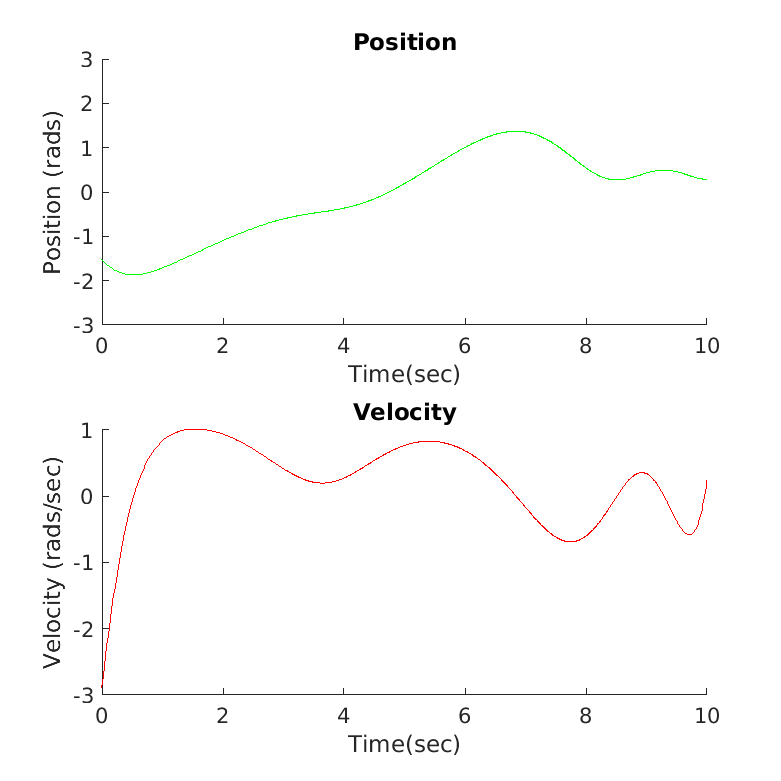 Position
3
2
1
0
-1
-2
-3
Position (rads)
0 2 4 6 8 10
Time(sec)
Velocity
1
0
-1
-2
-3
Velocity (rads/sec)
0 2 4 6 8 10
Time(sec)